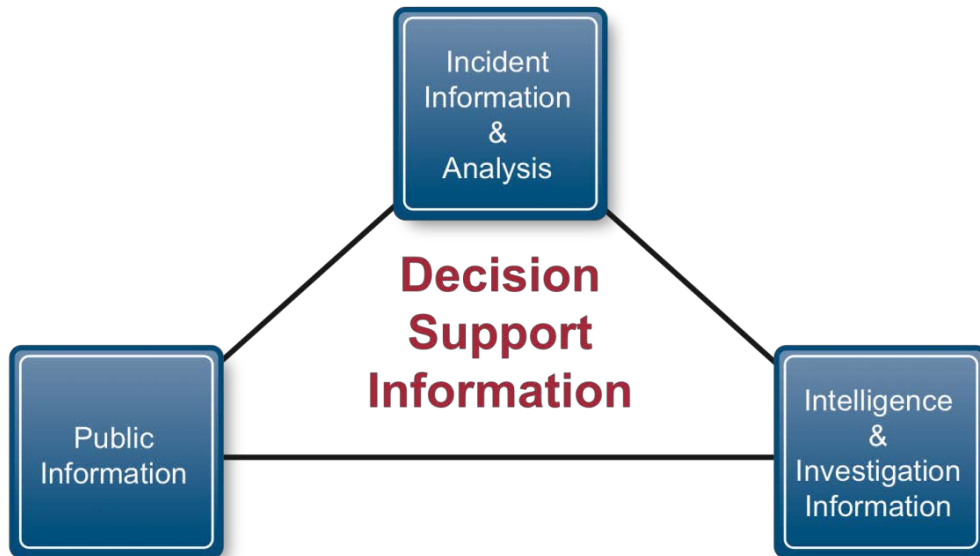 Incident
Information
&
Analysis
Decision
Support
Information
Public
Information
Intelligence
&
Investigation
Information